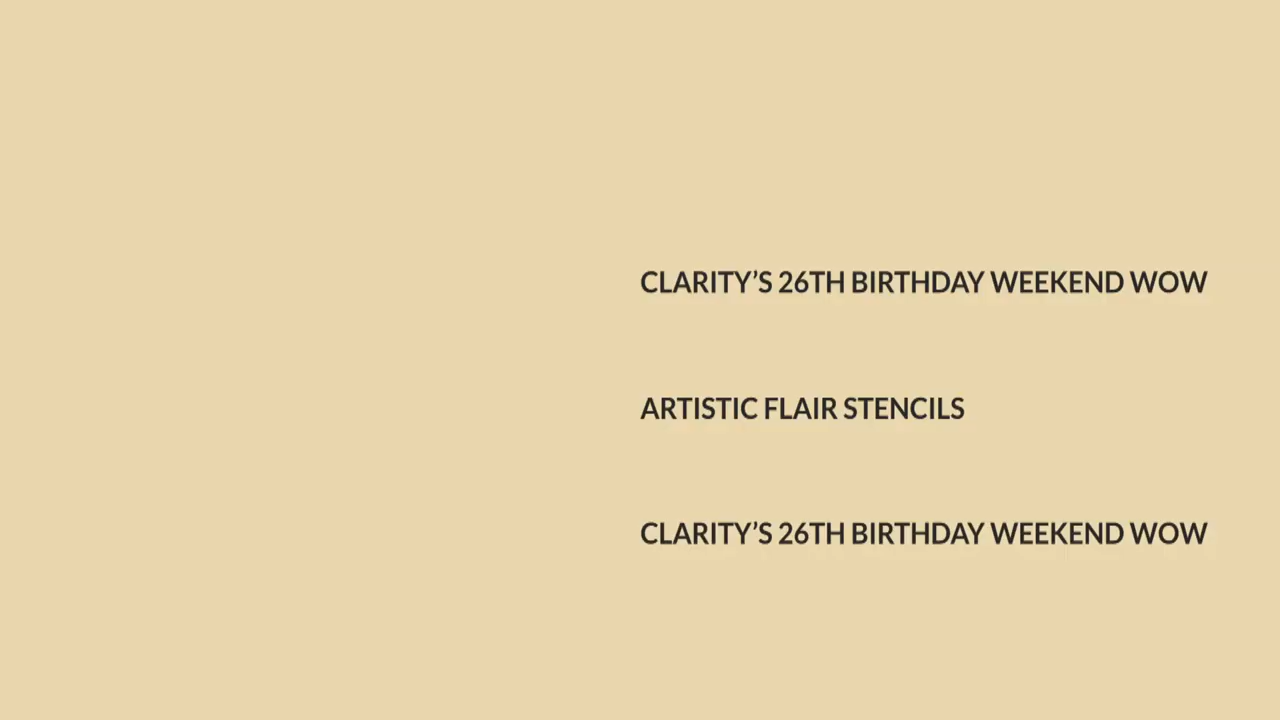 CLARITY’S 26TH BIRTHDAY WEEKEND WOW
ARTISTIC FLAIR STENCILS
CLARITY’S 26TH BIRTHDAY WEEKEND WOW